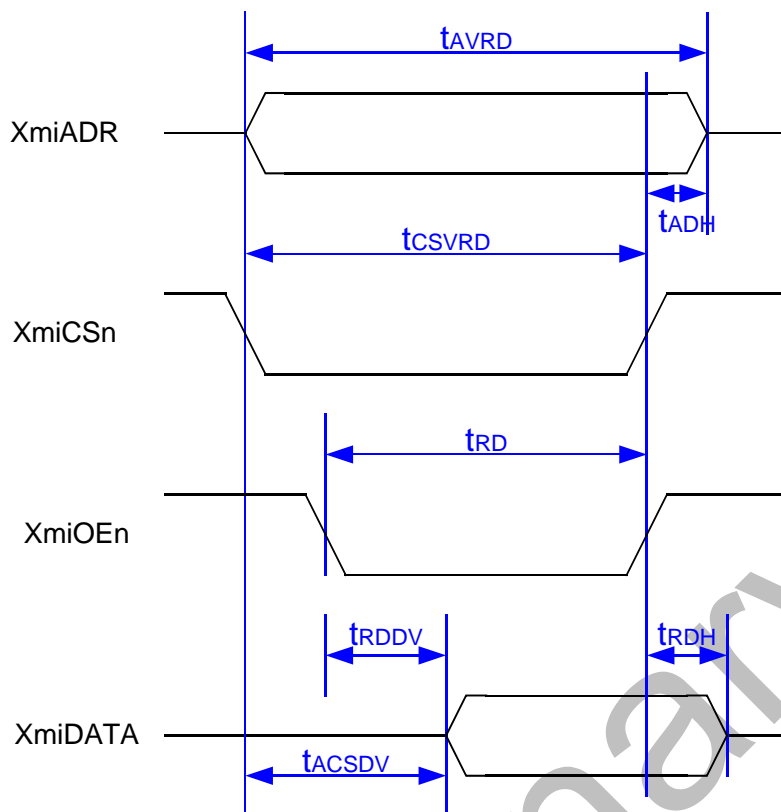 tAVRD
XmiADR
tADH
tCSVRD
XmiCSn
tRD
XmiOEn
tRDDV
tRDH
XmiDATA
tACSDV